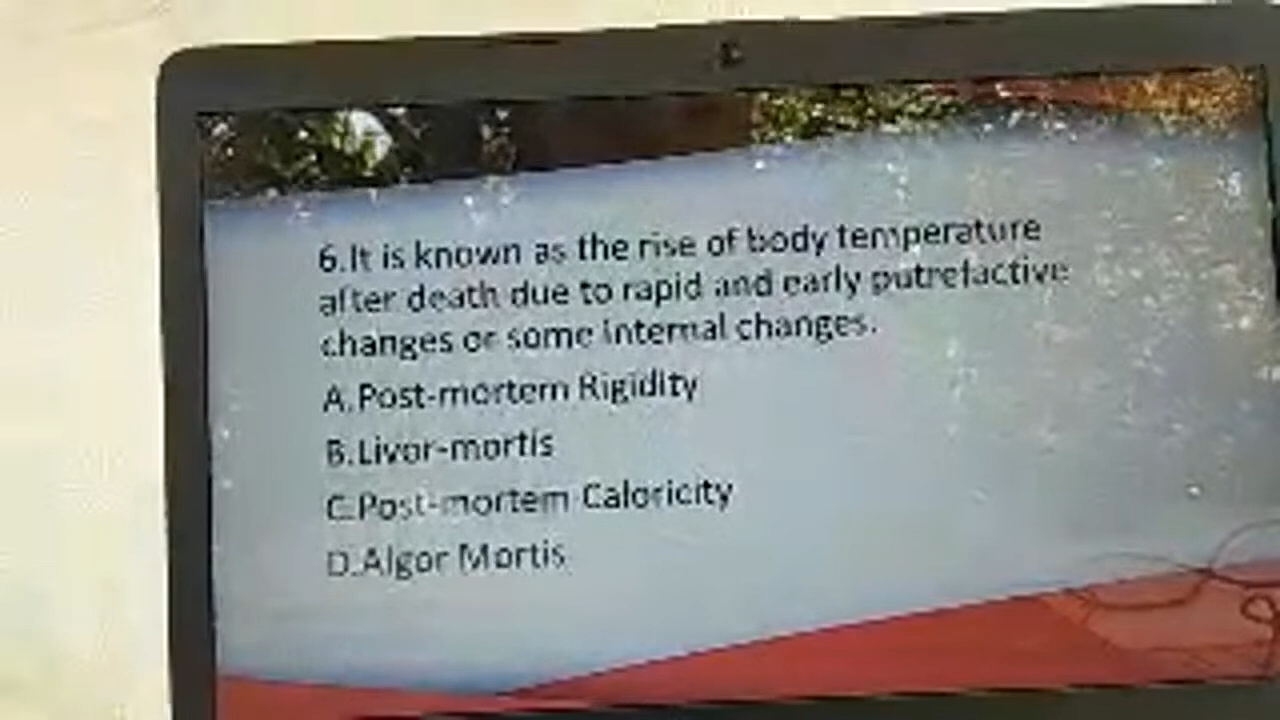 6.It is known as the rise of body temperature
after death due to rapid and early putrefactive
changes or some internal changes.
A.Post-mortem Rigidity
B.Livor-mortis
C.Post-mortem Caloricity
D.Algor Mortis